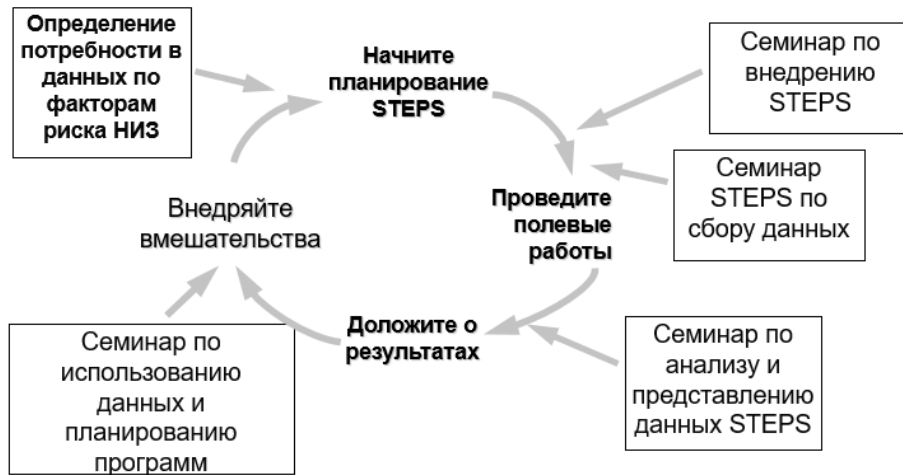 Определение
потребности в
данных по
факторам
риска НИЗ
Начните
планирование
STEPS
Семинар по
внедрению
STEPS
Семинар
STEPS по
сбору данных
Проведите
полевые
работы
Внедряйте
вмешательства
Доложите о
результатах
Семинар по
использованию
данных и
планированию
программ
Семинар по
анализу и
представлению
данных STEPS